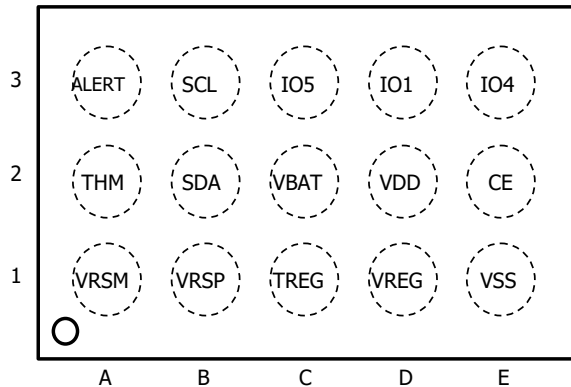 3 ALERT SCL IO5 IO1 IO4
2 THM SDA VBAT VDD CE
1 VRSM VRSP TREG VREG VSS
A B C D E